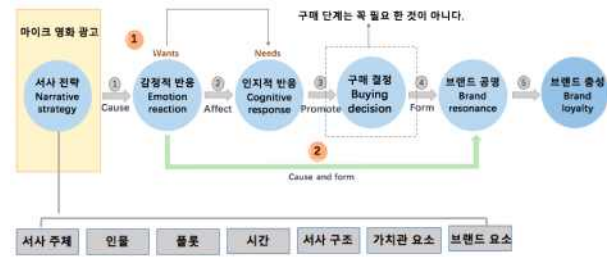 구매 단계는 꼭 필요 한 것이 아니다.
마이크 영화 광고
1
Wants
Needs
서사 전략
Narrative
strategy
1
Cause
감정적 반응
Emotion
reaction
2
Affect
인지적 반응
Cognitive
response
3
Promote
구매 결정
Buying
decision
4
Form
브랜드 공명
Brand
resonance
5
브랜드 충성
Brand
loyalty
2
Cause and form
서사 주체
인물
플롯
시간
서사 구조
가치관 요소
브랜드 요소